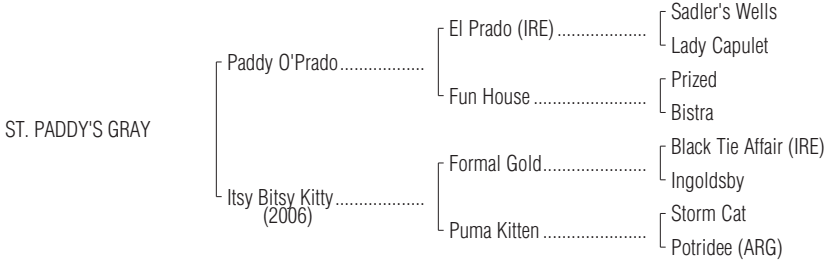 Sadler's Wells
El Prado (IRE)....................
Lady Capulet
Paddy O'Prado..................
Prized
Fun House.........................
Bistra
ST. PADDY'S GRAY
Black Tie Affair (IRE)
Formal Gold.......................
Ingoldsby
Itsy Bitsy Kitty...................
(2006)
Storm Cat
Puma Kitten.......................
Potridee (ARG)